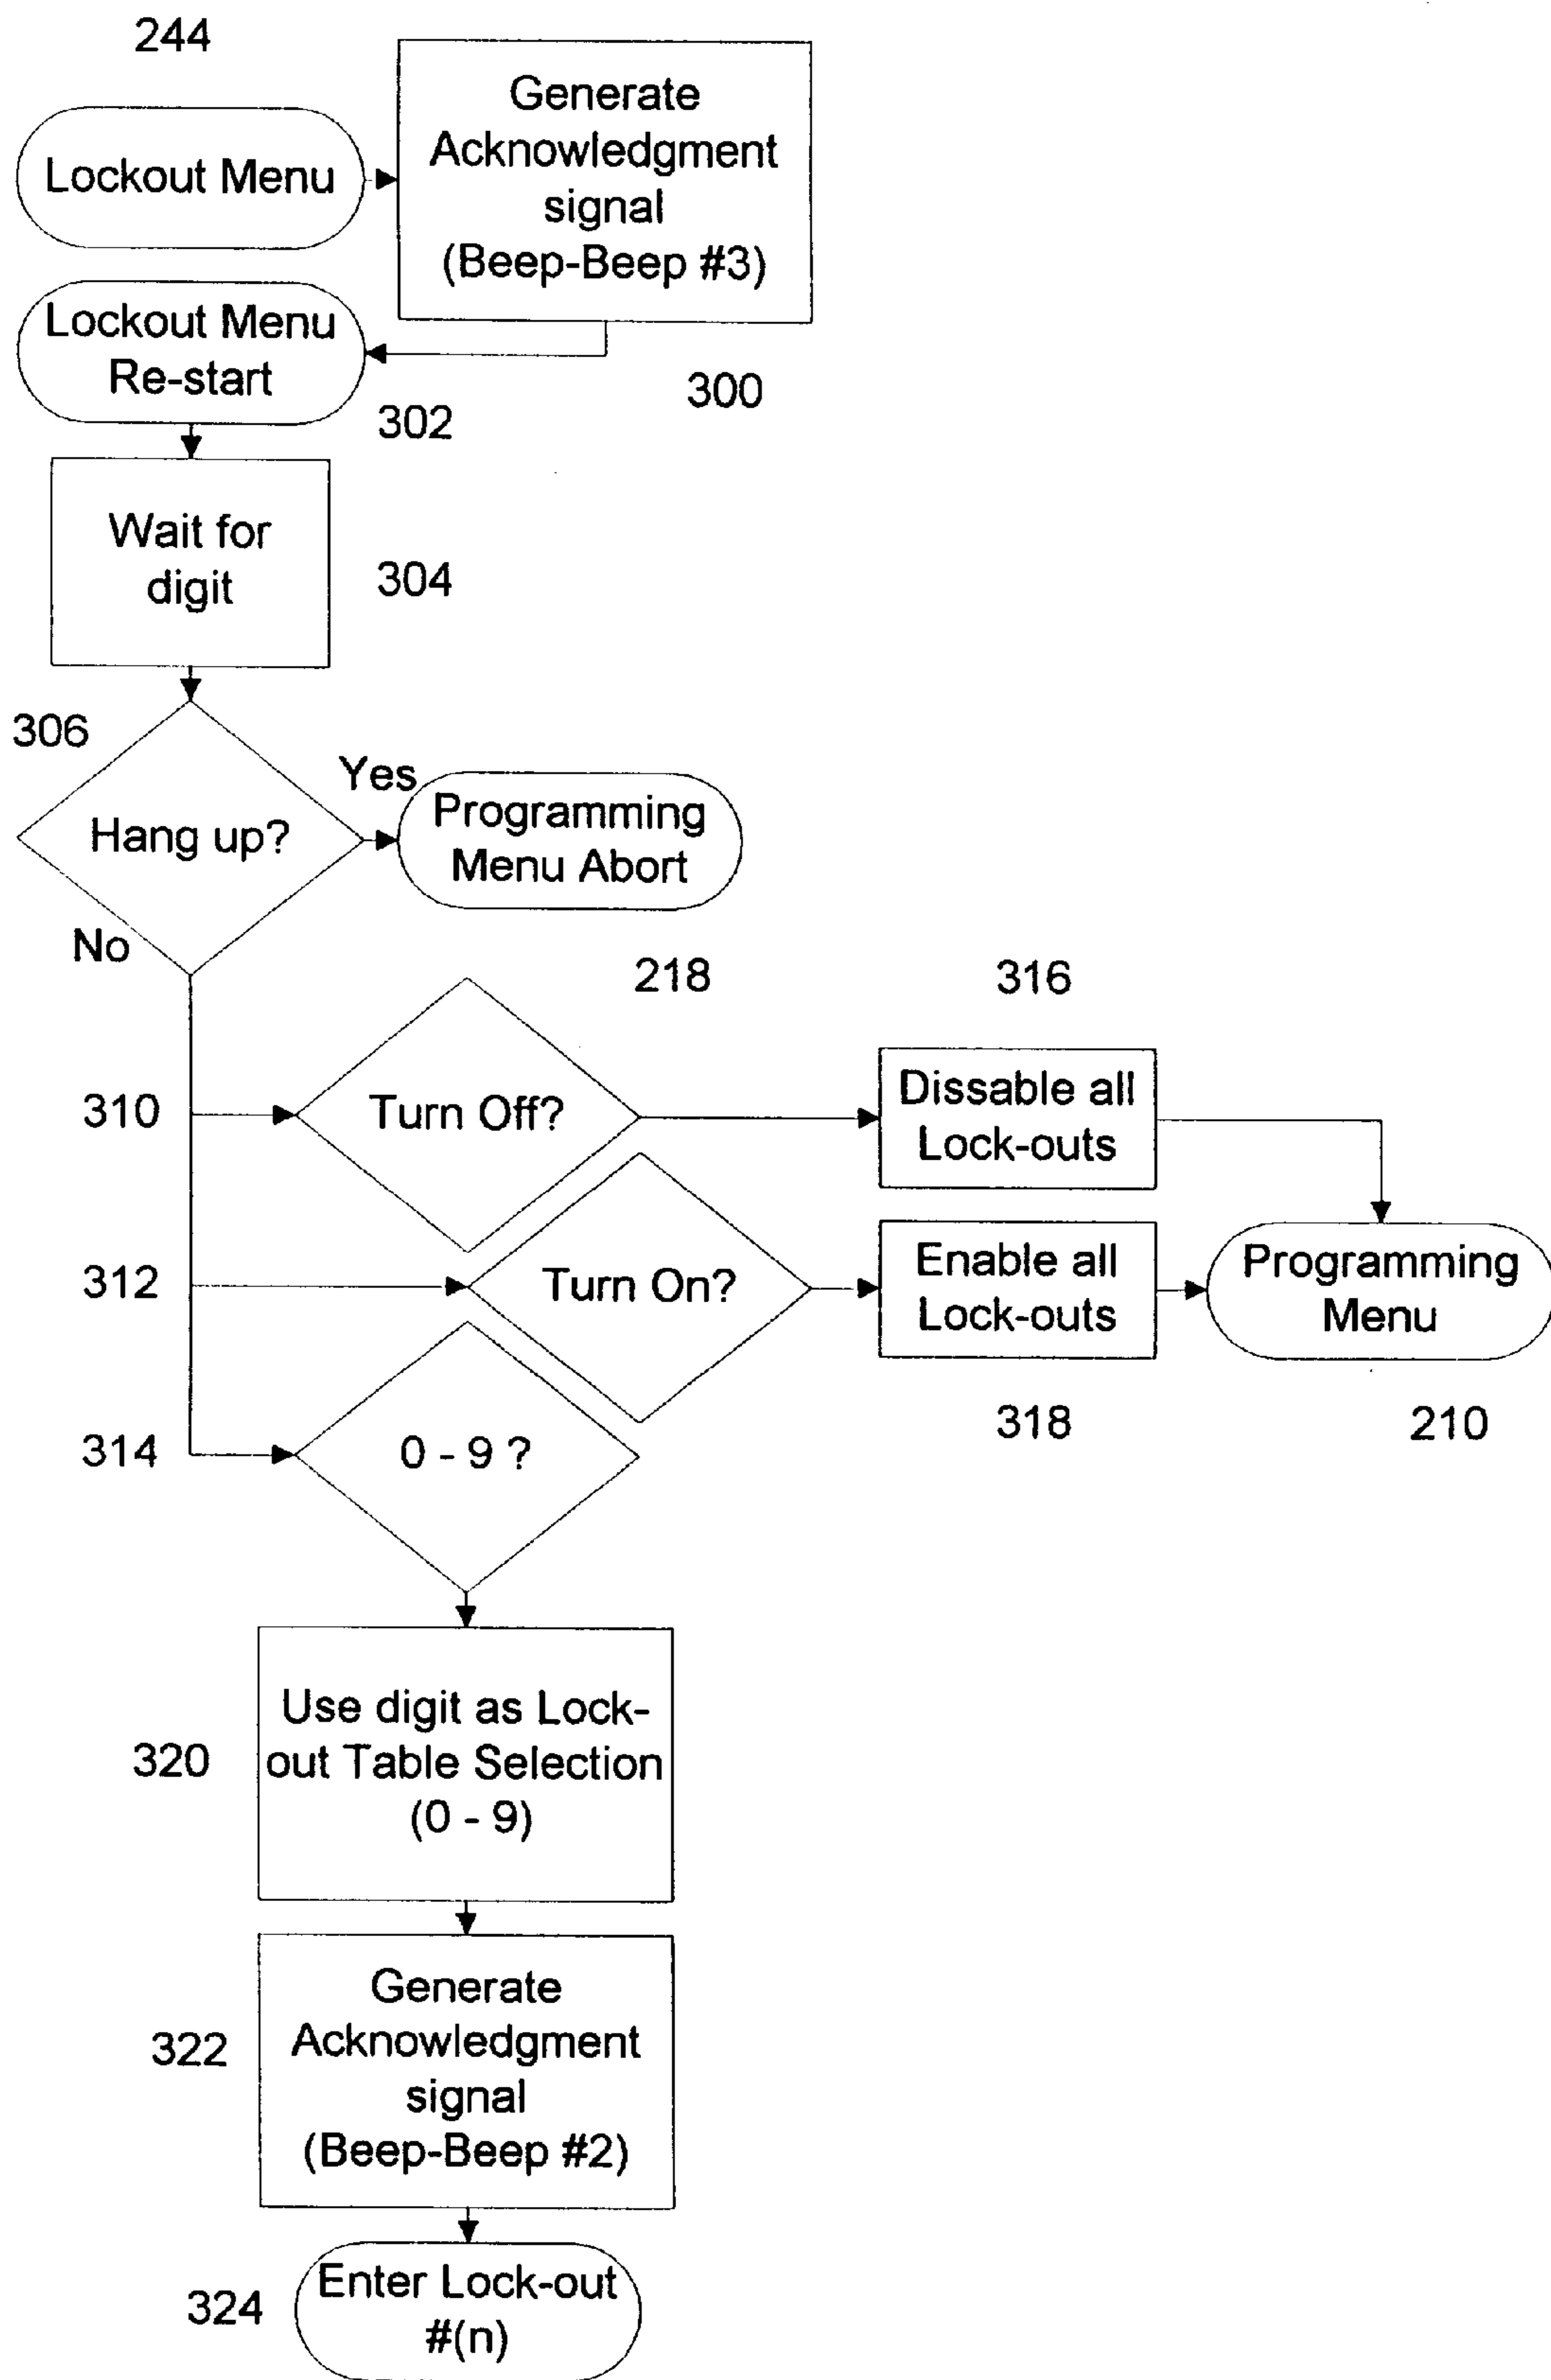 244
Generate
Acknowledgment
signal
(Beep-Beep #3)
Lockout Menu
Lockout Menu
Re-start
300
302
Wait for
digit
304
306
Yes
Hang up?
Programming
Menu Abort
No
218
316
310
Turn Off?
Dissable all
Lock-outs
312
Turn On?
Enable all
Lock-outs
Programming
Menu
318
210
314
0 - 9 ?
320
Use digit as Lock-
out Table Selection
(0 - 9)
322
Generate
Acknowledgment
signal
(Beep-Beep #2)
324
Enter Lock-out
#(n)